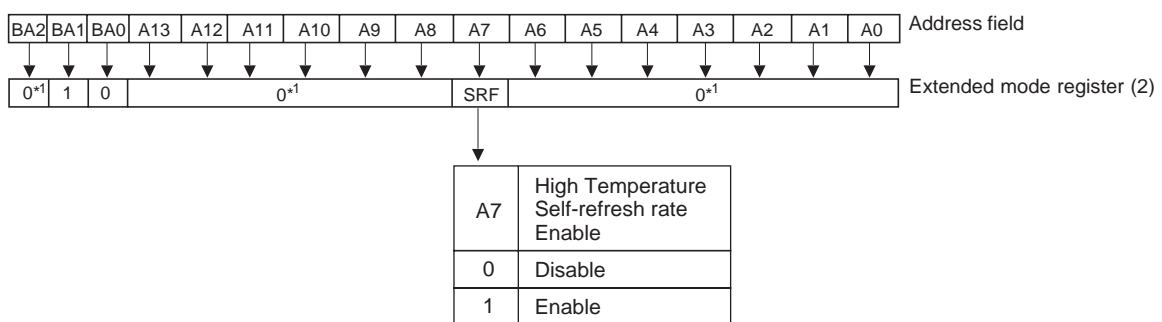 BA2 BA1 BA0 A13 A12 A11 A10 A9 A8 A7 A6 A5 A4 A3 A2 A1 A0 Address field
0*1 1 0 0*1 SRF 0*1 Extended mode register (2)
A7 High Temperature
Self-refresh rate
Enable
0 Disable
1 Enable